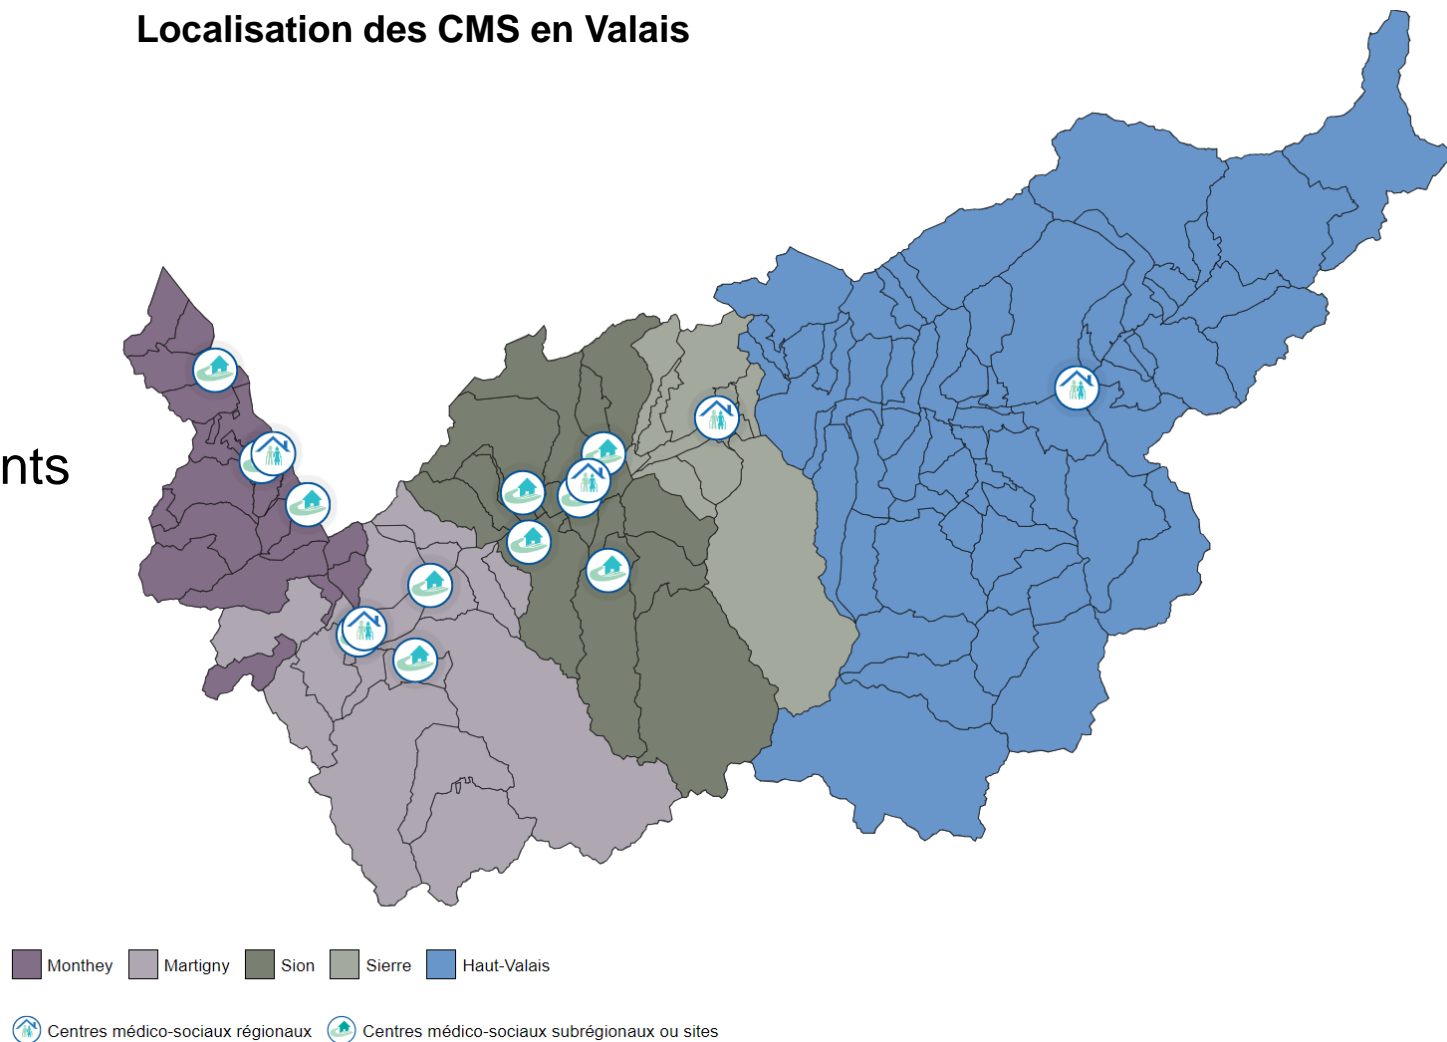 Localisation des CMS en Valais
nts
Monthey Martigny Sion Sierre Haut-Valais
Centres médico-sociaux régionaux Centres médico-sociaux subrégionaux ou sites